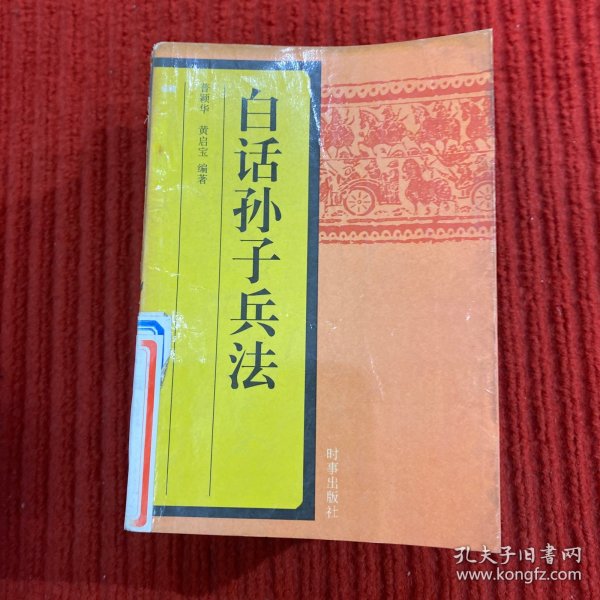 白话孙子兵法
普颖华 黄启宝 编著
时事出版社
孔夫子旧书网
www.kongfz.com